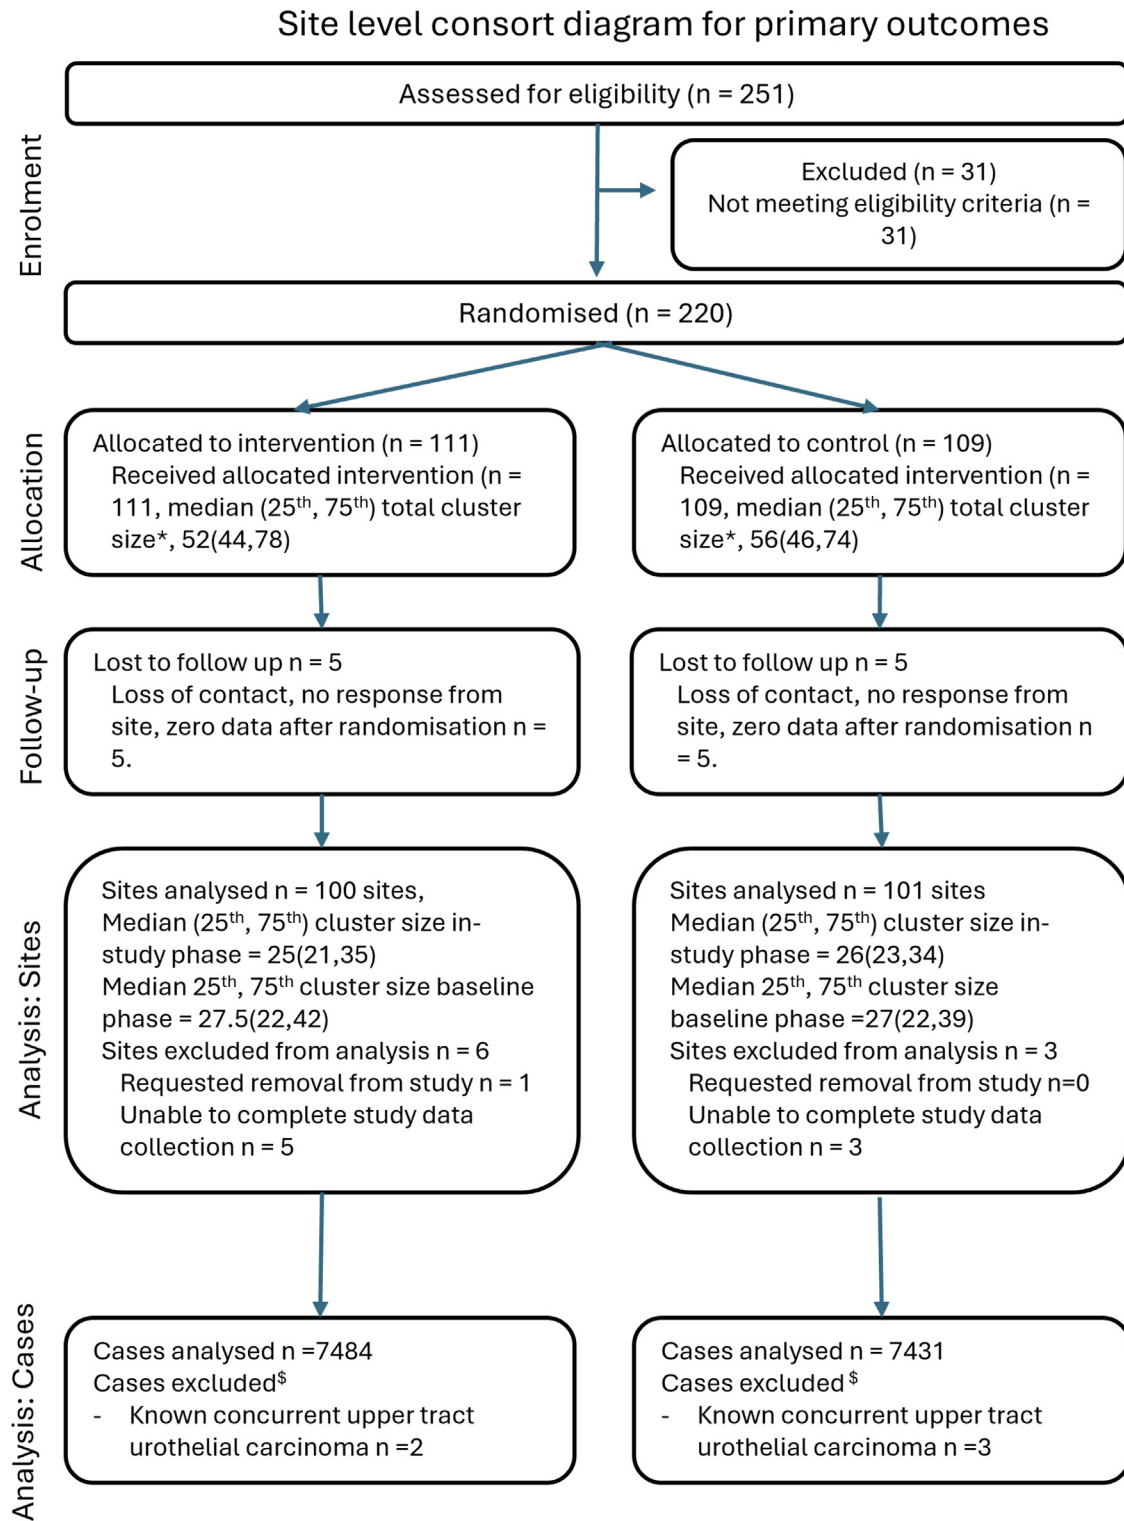 Site level consort diagram for primary outcomes
Enrolment
Assessed for eligibility (n = 251)
Excluded (n = 31)
Not meeting eligibility criteria (n =
31)
Randomised (n = 220)
Allocation
Allocated to intervention (n = 111)
Received allocated intervention (n =
111, median (25th, 75th) total cluster
size*, 52(44,78)
Allocated to control (n = 109)
Received allocated intervention (n =
109, median (25th, 75th) total cluster
size*, 56(46,74)
Follow-up
Lost to follow up n = 5
Loss of contact, no response from
site, zero data after randomisation n =
5.
Lost to follow up n = 5
Loss of contact, no response from
site, zero data after randomisation n
= 5.
Analysis: Sites
Sites analysed n = 100 sites,
Median (25th, 75th) cluster size in-
study phase = 25(21,35)
Median 25th, 75th cluster size baseline
phase = 27.5(22,42)
Sites excluded from analysis n = 6
Requested removal from study n = 1
Unable to complete study data
collection n = 5
Sites analysed n = 101 sites
Median (25th, 75th) cluster size in-
study phase = 26(23,34)
Median 25th, 75th cluster size
baseline phase =27(22,39)
Sites excluded from analysis n = 3
Requested removal from study n=0
Unable to complete study data
collection n = 3
Analysis: Cases
Cases analysed n =7484
Cases excluded$
- Known concurrent upper tract
urothelial carcinoma n =2
Cases analysed n = 7431
Cases excluded $
- Known concurrent upper tract
urothelial carcinoma n =3